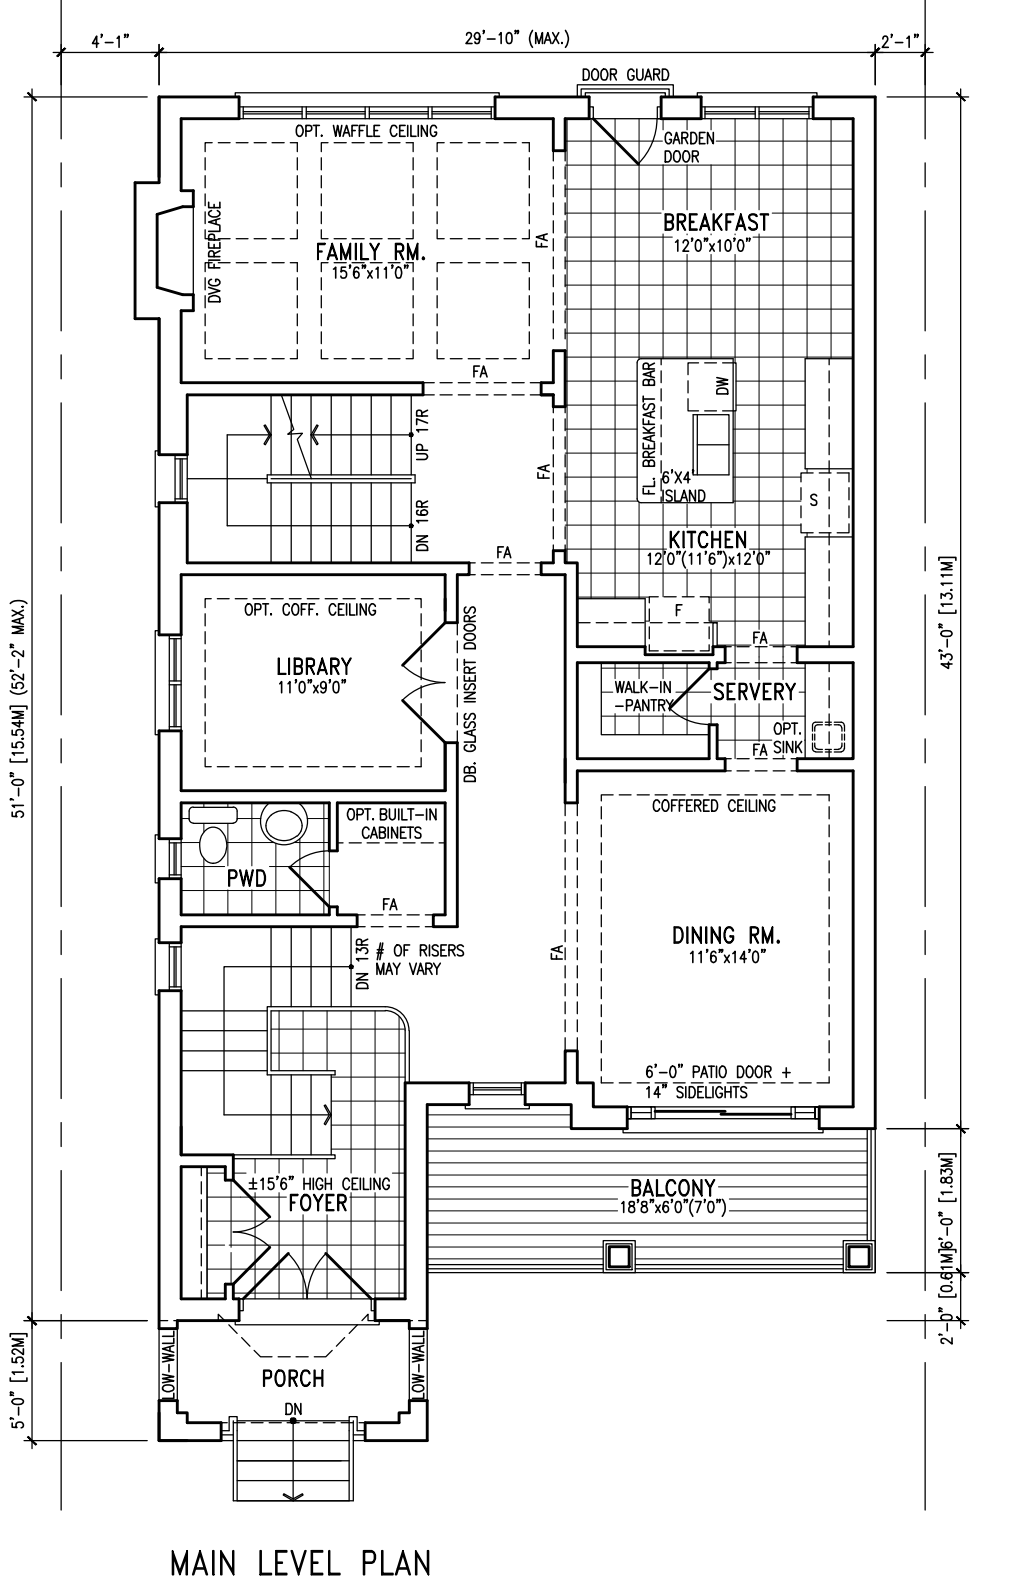 4'-1"
29'-10" (MAX.)
2'-1"
DOOR GUARD
OPT. WAFFLE CEILING
GARDEN
DOOR
DVG FIREPLACE
FAMILY RM.
15'6"x11'0"
FA
BREAKFAST
12'0"x10'0"
FA
UP 17R
DN 16R
FA
FL. BREAKFAST BAR
DW
6'X4'
ISLAND
S
KITCHEN
12'0"(11'6")x12'0"
FA
F
FA
OPT. COFF. CEILING
LIBRARY
11'0"x9'0"
DB. GLASS INSERT DOORS
WALK-IN
-PANTRY
SERVERY
OPT.
SINK
FA
51'-0" [15.54M] (52'-2" MAX.)
43'-0" [13.11M]
OPT. BUILT-IN
CABINETS
PWD
FA
COFFERED CEILING
DINING RM.
11'6"x14'0"
FA
DN 13R
# OF RISERS
MAY VARY
6'-0" PATIO DOOR +
14" SIDELIGHTS
±15'6" HIGH CEILING
FOYER
BALCONY
18'8"x6'0"(7'0")
6'-0" [1.83M]
2'-0" [0.61M]
5'-0" [1.52M]
LOW-WALL
PORCH
LOW-WALL
DN
MAIN LEVEL PLAN